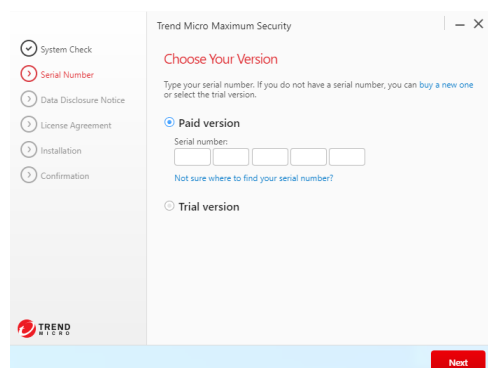 Trend Micro Maximum Security
System Check
Serial Number
Data Disclosure Notice
License Agreement
Installation
Confirmation
Choose Your Version
Type your serial number. If you do not have a serial number, you can buy a new one
or select the trial version.
Paid version
Serial number:
Not sure where to find your serial number?
Trial version
TREND
MICRO
Next